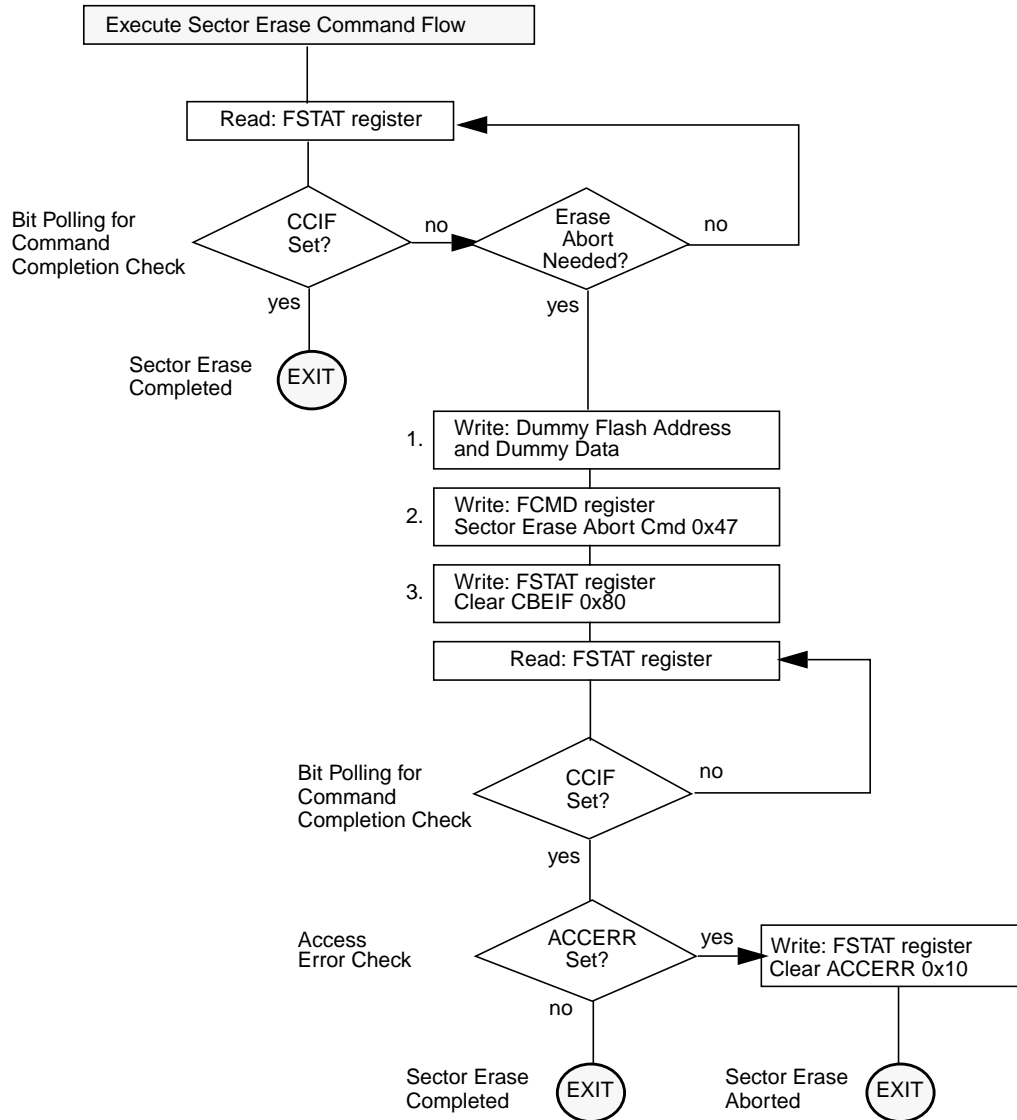 Execute Sector Erase Command Flow
Read: FSTAT register
Bit Polling for
Command
Completion Check
CCIF
Set?
no
Erase
Abort
Needed?
no
yes
yes
Sector Erase
Completed
EXIT
1.
Write: Dummy Flash Address
and Dummy Data
2.
Write: FCMD register
Sector Erase Abort Cmd 0x47
3.
Write: FSTAT register
Clear CBEIF 0x80
Read: FSTAT register
Bit Polling for
Command
Completion Check
CCIF
Set?
no
yes
Access
Error Check
ACCERR
Set?
yes
Write: FSTAT register
Clear ACCERR 0x10
no
Sector Erase
Completed
EXIT
Sector Erase
Aborted
EXIT